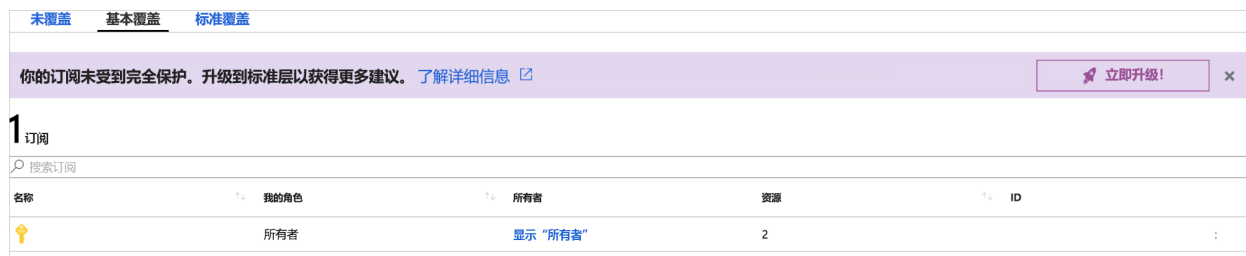 未覆盖 基本覆盖 标准覆盖
你的订阅未受到完全保护。升级到标准层以获得更多建议。 了解详细信息 立即升级!
1 订阅
搜索订阅
名称 我的角色 所有者 资源 ID
所有者 显示“所有者” 2